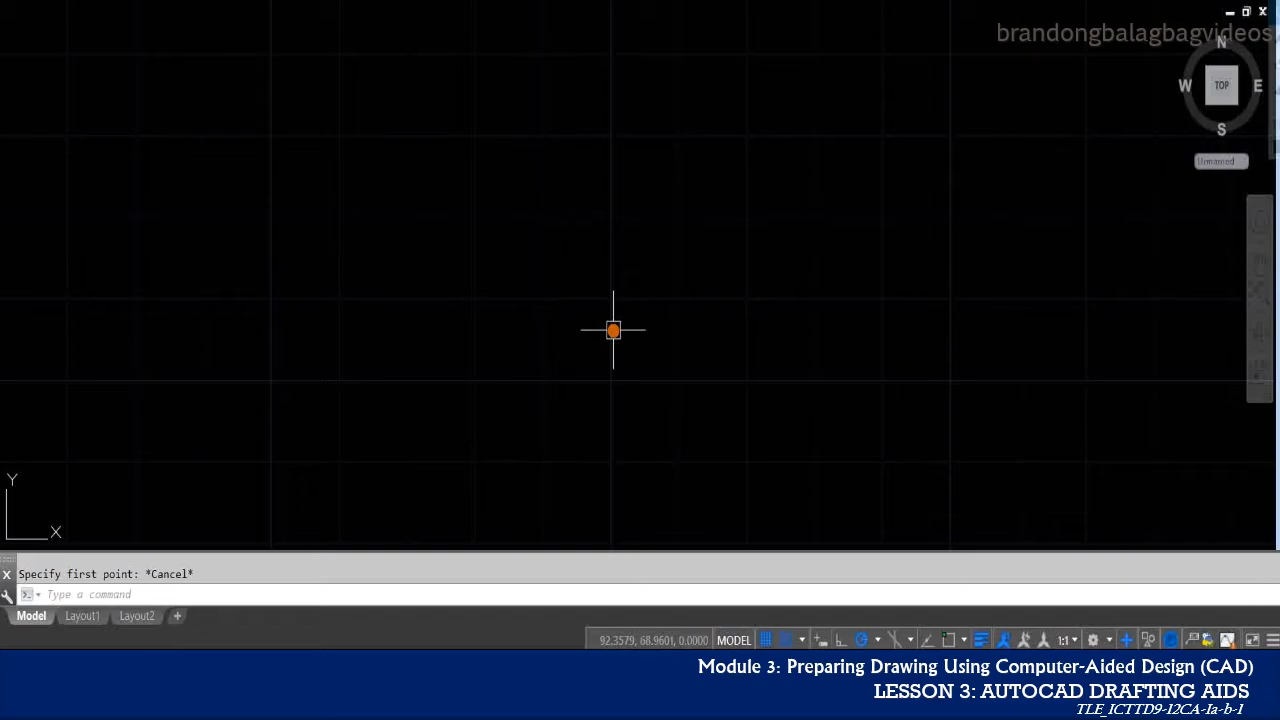 brandongbalagbagvideos
N
W TOP E
S
Unnamed
Y
X
Specify first point: *Cancel*
Type a command
Model Layout1 Layout2 +
92.3579, 68.9601, 0.0000 MODEL 1:1
Module 3: Preparing Drawing Using Computer-Aided Design (CAD)
LESSON 3: AUTOCAD DRAFTING AIDS
TLE_ICTTD9-12CA-Ia-b-1